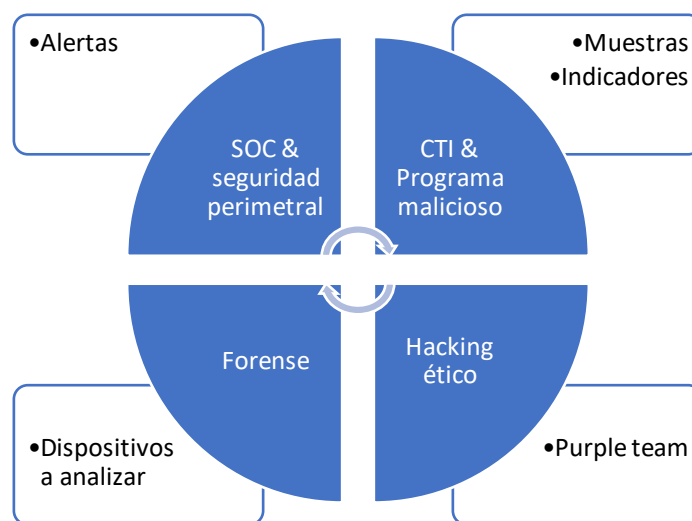 •Alertas
•Muestras
•Indicadores
SOC &
seguridad
perimetral
CTI &
Programa
malicioso
Forense
Hacking
ético
•Dispositivos
a analizar
•Purple team